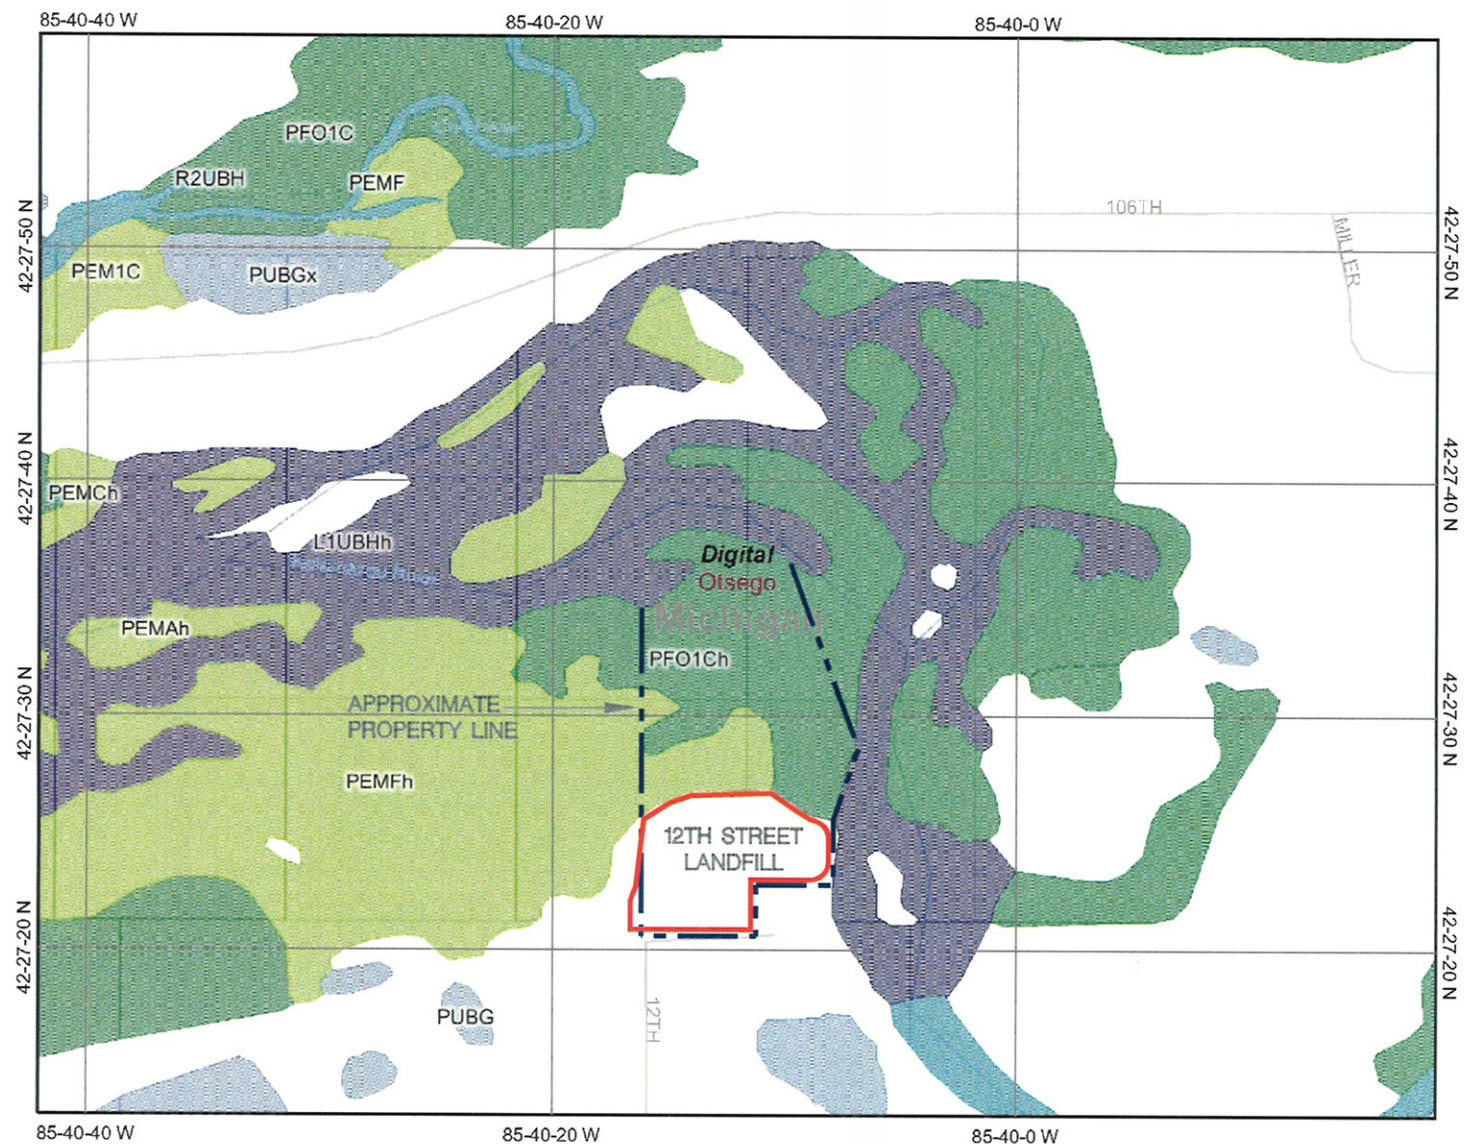 85-40-40 W
85-40-20 W
85-40-0 W
PFO1C
R2UBH
PEMF
42-27-50 N
106TH
42-27-50 N
MILLER
PEM1C
PUBGx
42-27-40 N
42-27-40 N
PEMCh
L1UBHh
Kalamazoo River
Digital
Otsego
Michigan
PEMAh
PFO1Ch
42-27-30 N
42-27-30 N
APPROXIMATE
PROPERTY LINE
PEMFh
12TH STREET
LANDFILL
42-27-20 N
42-27-20 N
PUBG
12TH
85-40-40 W
85-40-20 W
85-40-0 W